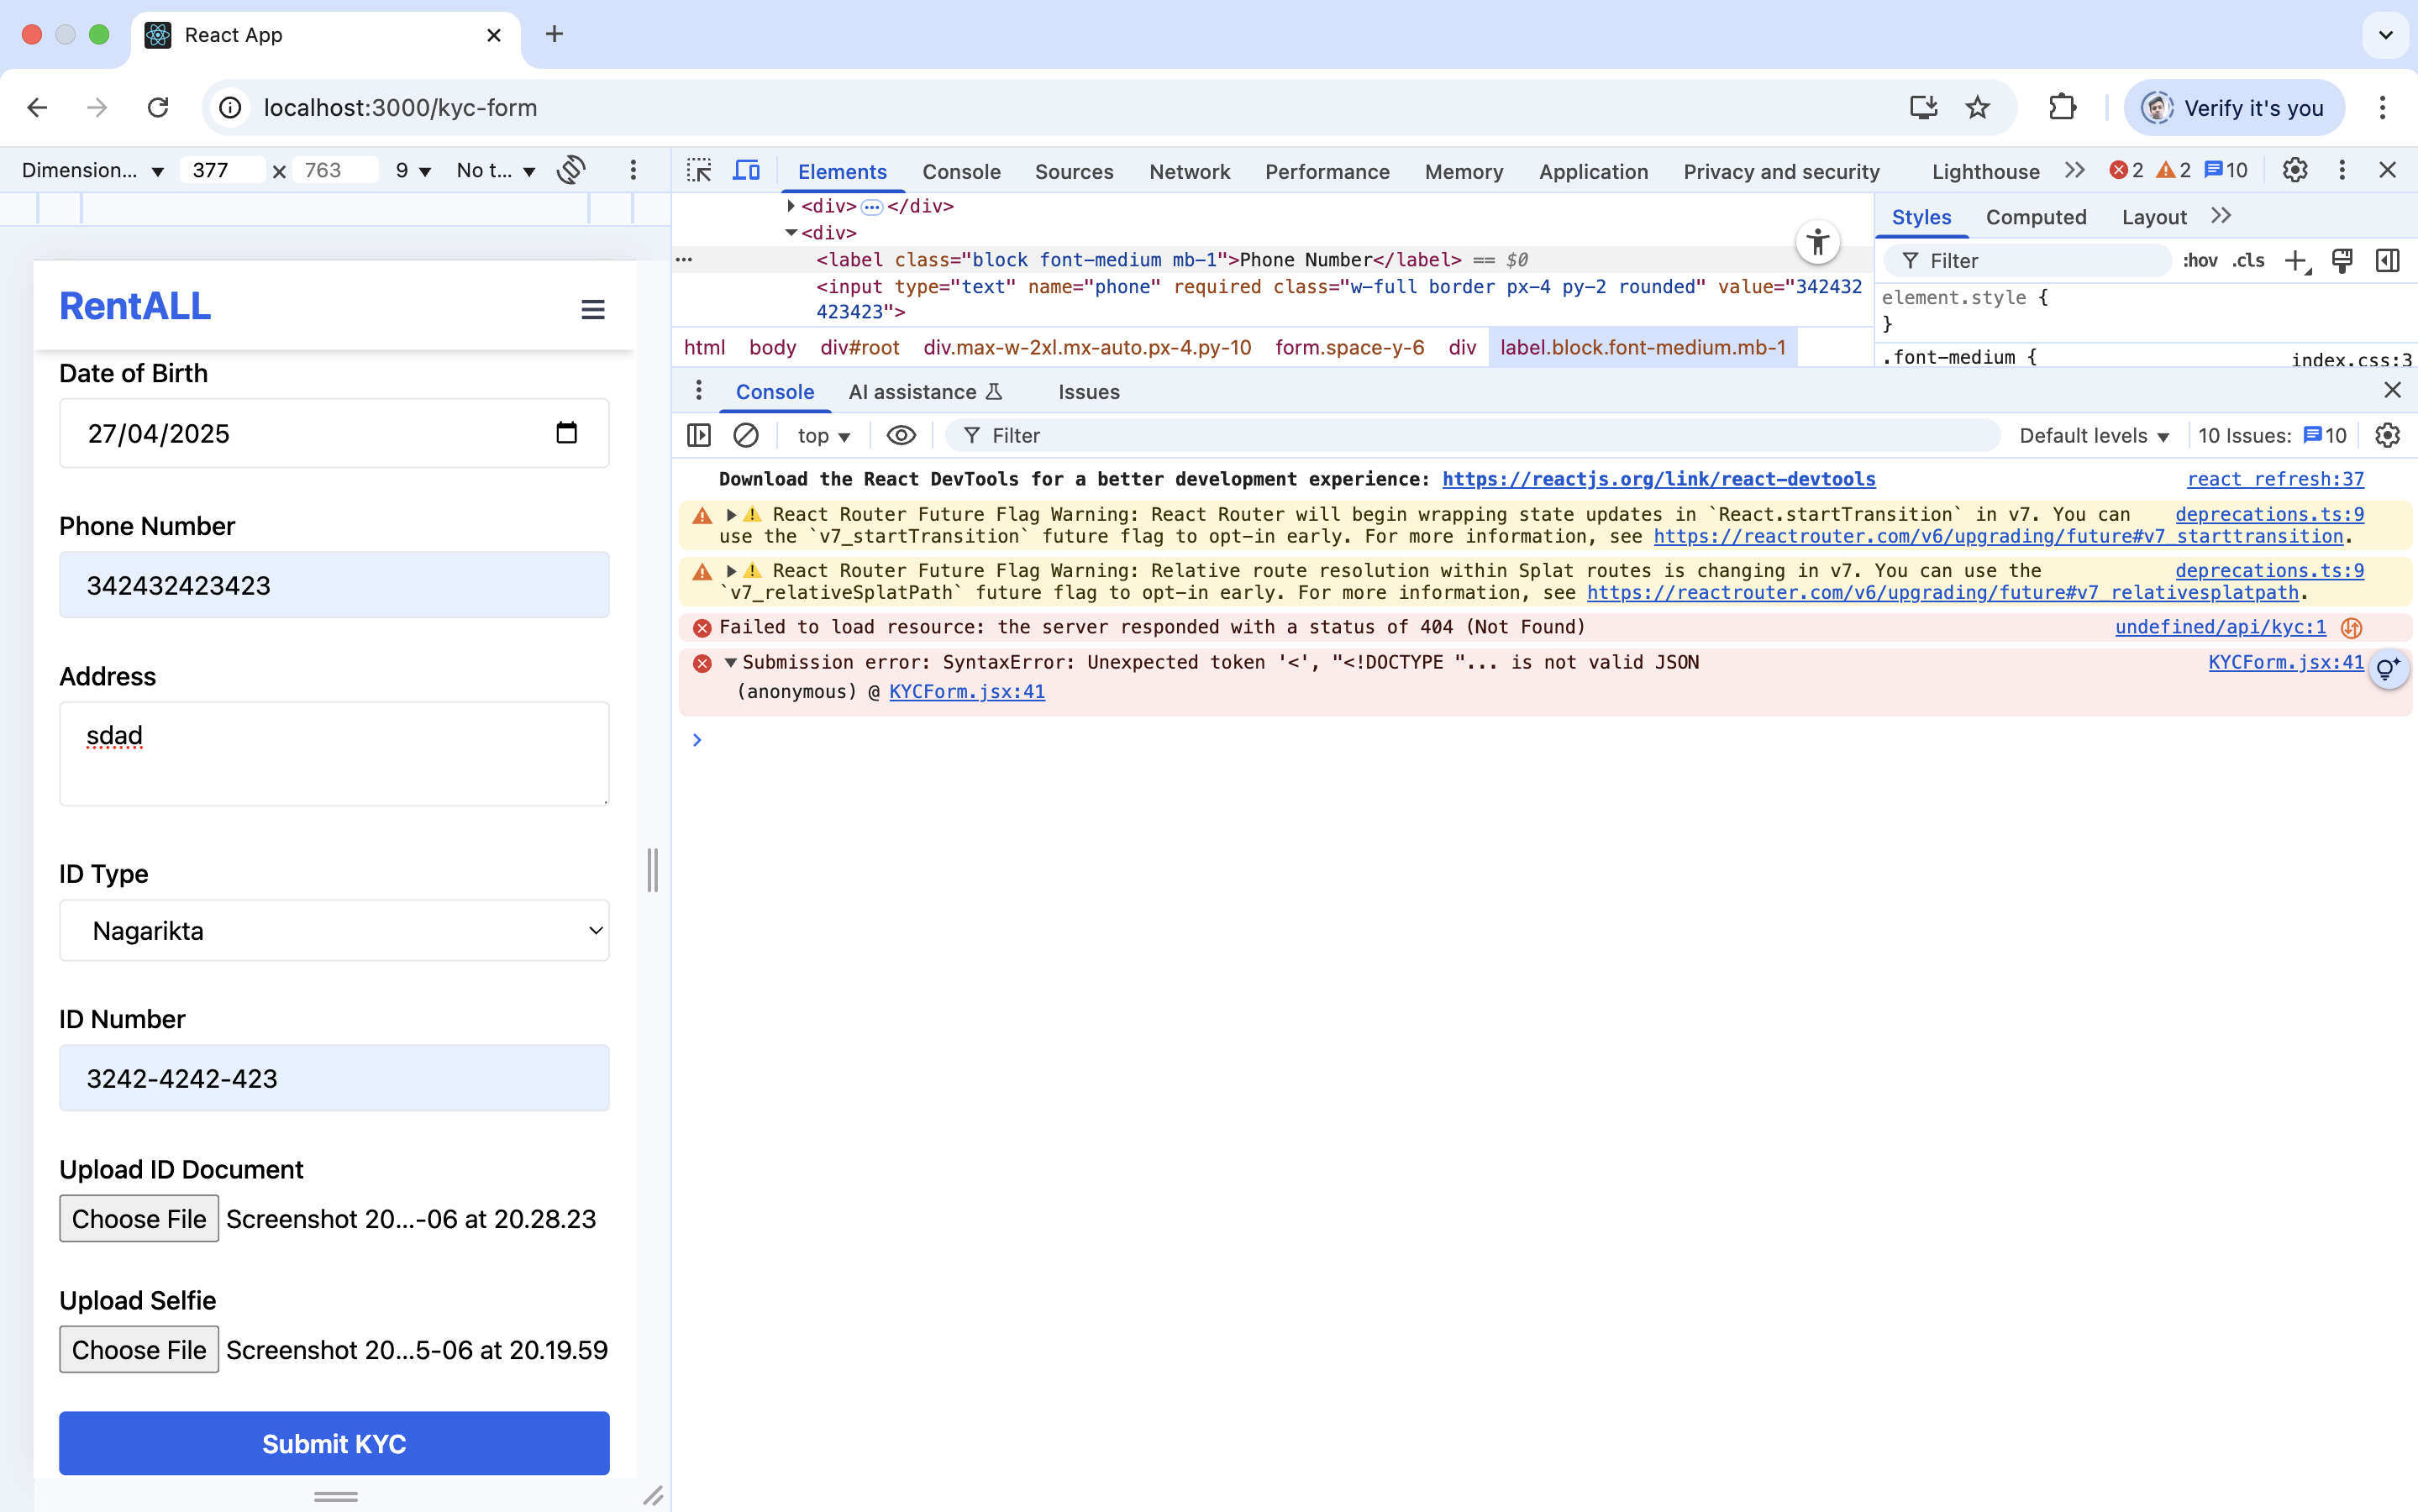 React App
localhost:3000/kyc-form
Verify it's you
Dimension...
377
763
9
No t...
RentALL
Date of Birth
27/04/2025
Phone Number
342432423423
Address
sdad
ID Type
Nagarikta
ID Number
3242-4242-423
Upload ID Document
Choose File Screenshot 20...-06 at 20.28.23
Upload Selfie
Choose File Screenshot 20...5-06 at 20.19.59
Submit KYC
Elements Console Sources Network Performance Memory Application Privacy and security Lighthouse 2 2 10
<div> ... </div>
<div>
... <label class="block font-medium mb-1">Phone Number</label> == $0
<input type="text" name="phone" required class="w-full border px-4 py-2 rounded" value="342432
423423">
html body div#root div.max-w-2xl.mx-auto.px-4.py-10 form.space-y-6 div label.block.font-medium.mb-1
Styles Computed Layout
Filter :hov .cls
element.style {
}
.font-medium { index.css:3
Console AI assistance Issues
top Filter Default levels 10 Issues: 10
Download the React DevTools for a better development experience: https://reactjs.org/link/react-devtools react refresh:37
React Router Future Flag Warning: React Router will begin wrapping state updates in `React.startTransition` in v7. You can deprecations.ts:9
use the `v7_startTransition` future flag to opt-in early. For more information, see https://reactrouter.com/v6/upgrading/future#v7_starttransition.
React Router Future Flag Warning: Relative route resolution within Splat routes is changing in v7. You can use the deprecations.ts:9
`v7_relativeSplatPath` future flag to opt-in early. For more information, see https://reactrouter.com/v6/upgrading/future#v7_relativesplatpath.
Failed to load resource: the server responded with a status of 404 (Not Found) undefined/api/kyc:1
Submission error: SyntaxError: Unexpected token '<', "<!DOCTYPE "... is not valid JSON KYCForm.jsx:41
(anonymous) @ KYCForm.jsx:41